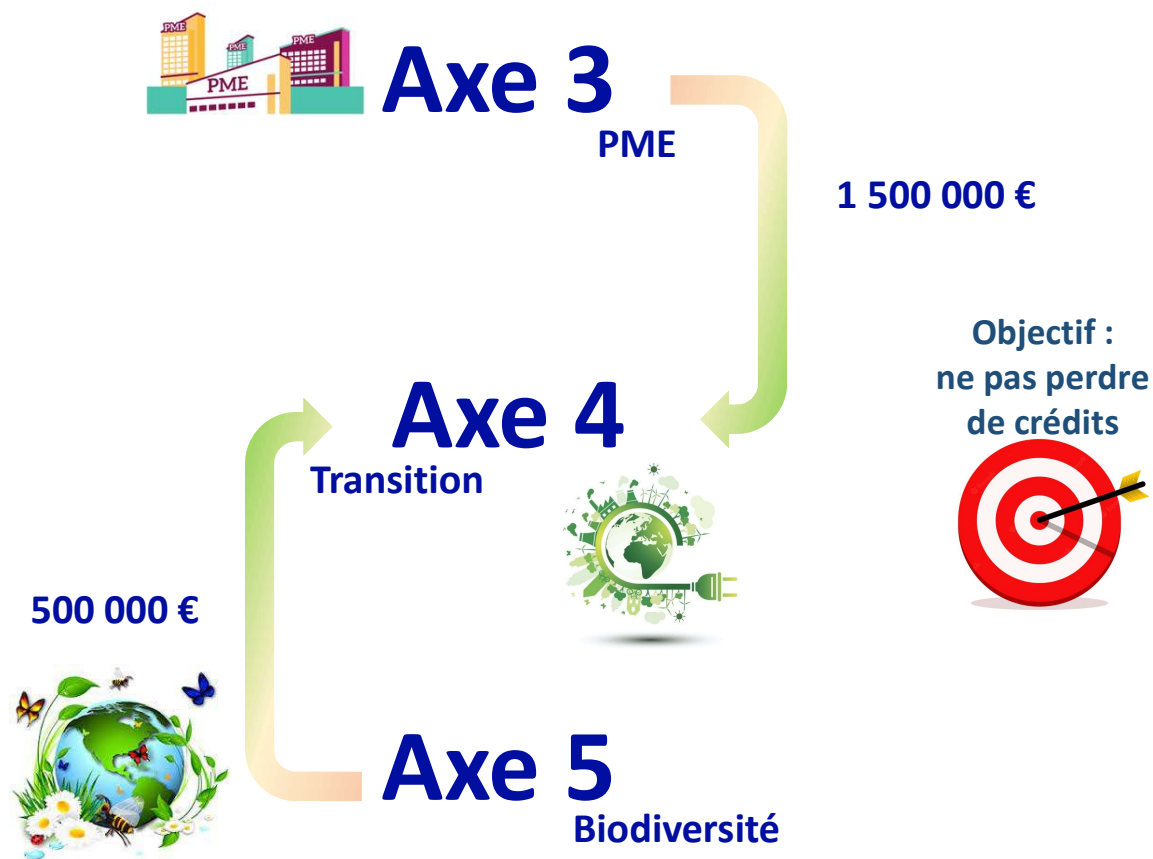 PME
PME
PME
PME
Axe 3
PME
1 500 000 €
Objectif :
ne pas perdre
de crédits
Axe 4
Transition
500 000 €
Axe 5
Biodiversité